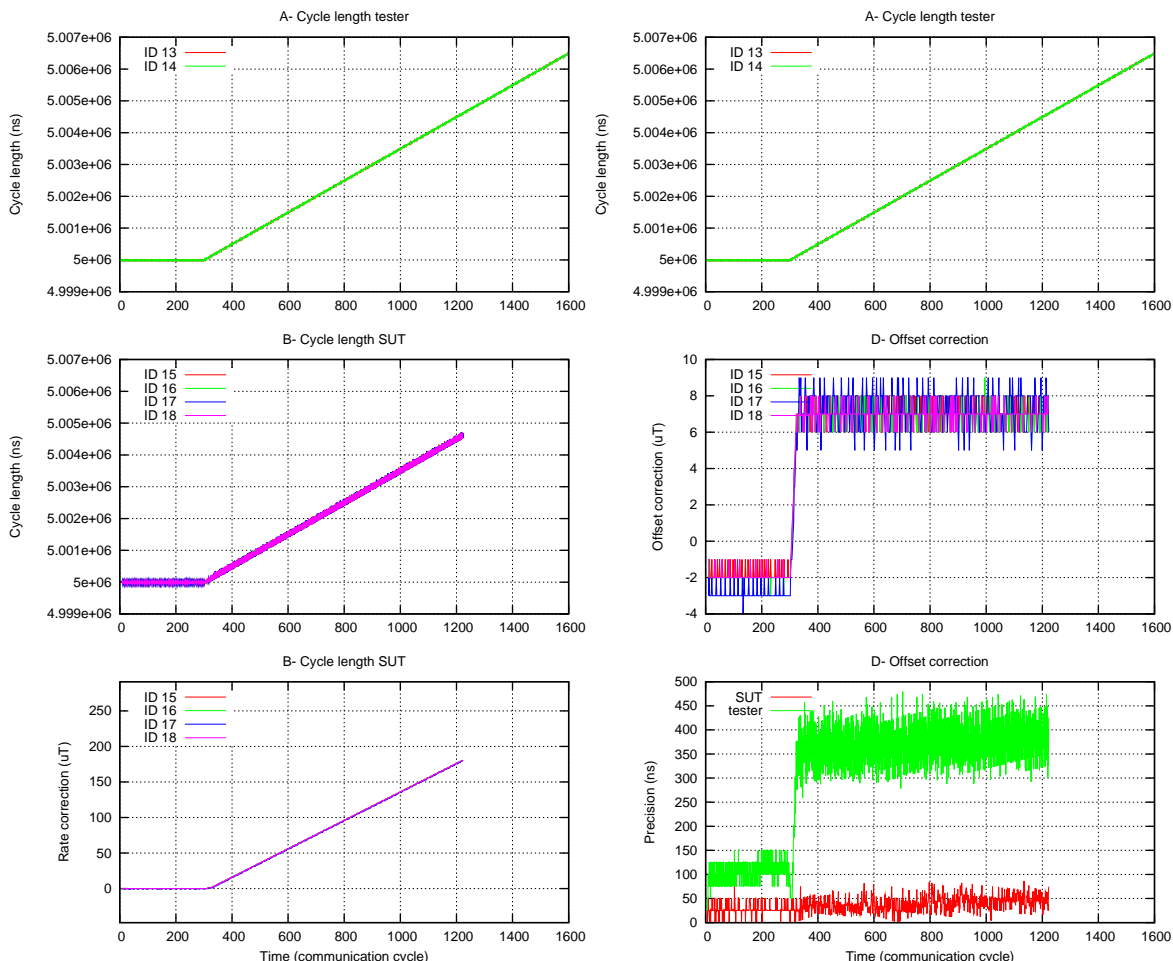 A- Cycle length tester
5.007e+06
5.006e+06
5.005e+06
5.004e+06
5.003e+06
5.002e+06
5.001e+06
5e+06
4.999e+06
Cycle length (ns)
ID 13
ID 14
0 200 400 600 800 1000 1200 1400 1600
A- Cycle length tester
5.007e+06
5.006e+06
5.005e+06
5.004e+06
5.003e+06
5.002e+06
5.001e+06
5e+06
4.999e+06
Cycle length (ns)
ID 13
ID 14
0 200 400 600 800 1000 1200 1400 1600
B- Cycle length SUT
5.007e+06
5.006e+06
5.005e+06
5.004e+06
5.003e+06
5.002e+06
5.001e+06
5e+06
4.999e+06
Cycle length (ns)
ID 15
ID 16
ID 17
ID 18
0 200 400 600 800 1000 1200 1400 1600
D- Offset correction
10
8
6
4
2
0
-2
-4
Offset correction (uT)
ID 15
ID 16
ID 17
ID 18
0 200 400 600 800 1000 1200 1400 1600
B- Cycle length SUT
250
200
150
100
50
0
Rate correction (uT)
ID 15
ID 16
ID 17
ID 18
0 200 400 600 800 1000 1200 1400 1600
Time (communication cycle)
D- Offset correction
500
450
400
350
300
250
200
150
100
50
0
Precision (ns)
SUT
tester
0 200 400 600 800 1000 1200 1400 1600
Time (communication cycle)